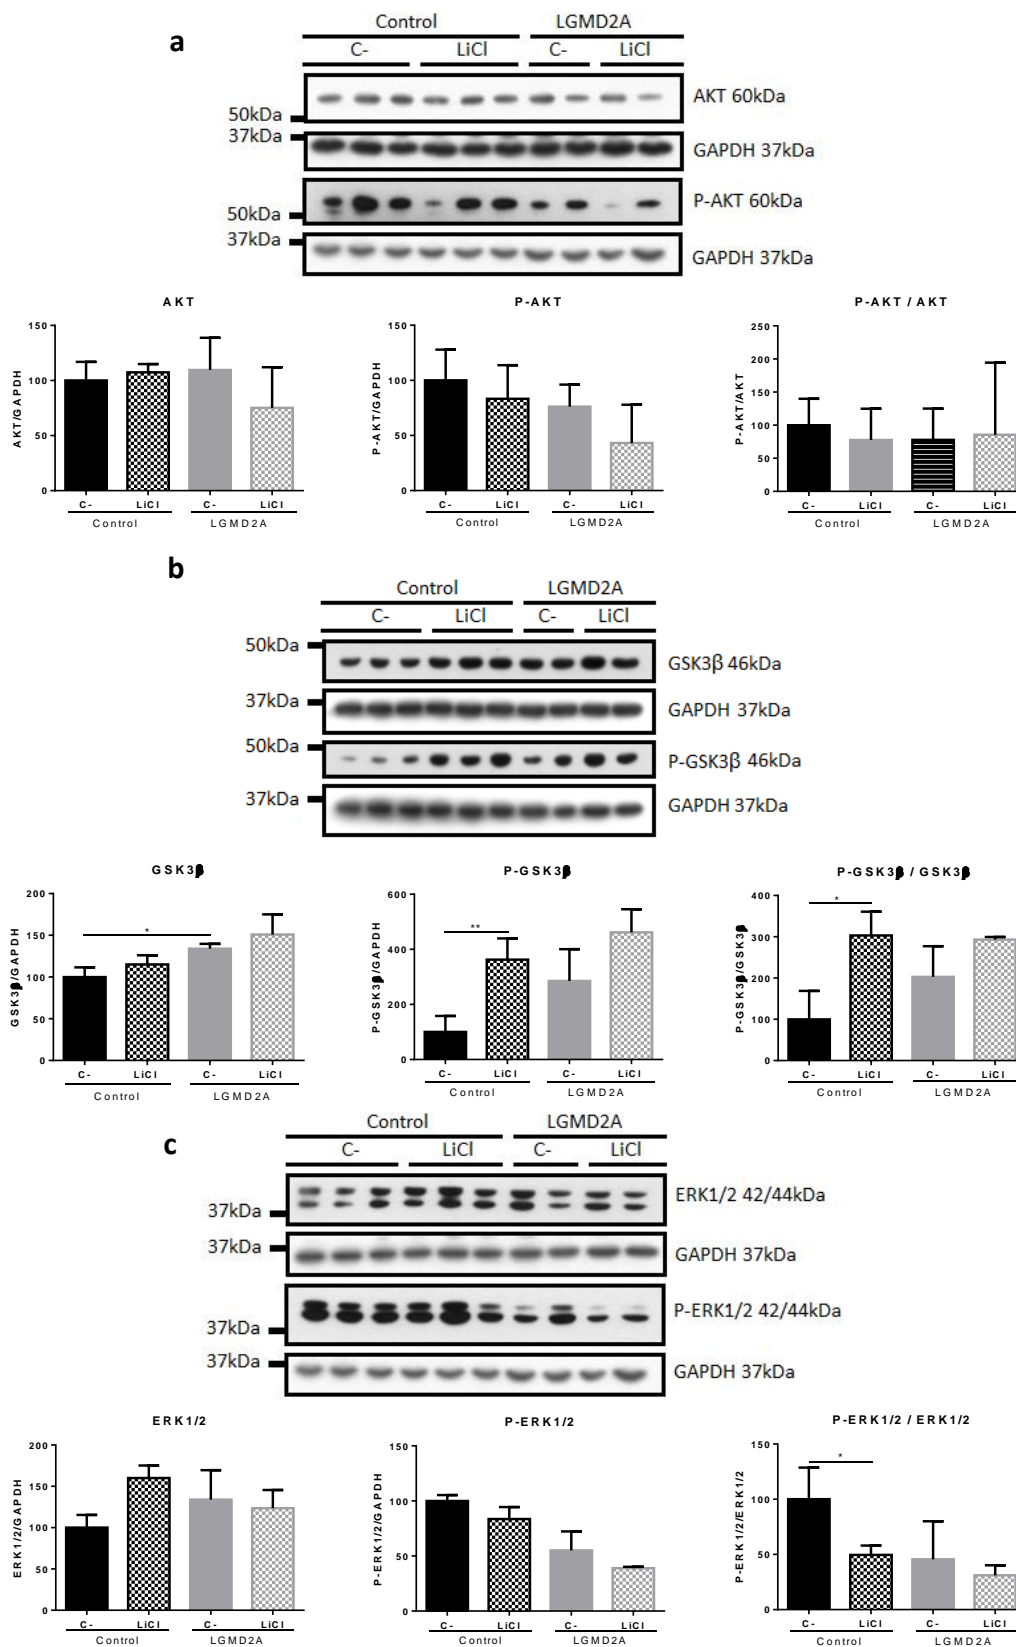 a
Control LGMD2A
C- LiCl C- LiCl
AKT 60kDa
50kDa
37kDa
GAPDH 37kDa
P-AKT 60kDa
50kDa
37kDa
GAPDH 37kDa
AKT
150
100
50
0
AKT/GAPDH
C- LiCl C- LiCl
Control LGMD2A
P-AKT
150
100
50
0
P-AKT/GAPDH
C- LiCl C- LiCl
Control LGMD2A
P-AKT / AKT
250
200
150
100
50
0
P-AKT/AKT
C- LiCl C- LiCl
Control LGMD2A
b
Control LGMD2A
C- LiCl C- LiCl
50kDa
GSK3β 46kDa
37kDa
GAPDH 37kDa
50kDa
P-GSK3β 46kDa
37kDa
GAPDH 37kDa
GSK3β
200
150
100
50
0
GSK3β/GAPDH
*
C- LiCl C- LiCl
Control LGMD2A
P-GSK3β
600
400
200
0
P-GSK3β/GAPDH
**
C- LiCl C- LiCl
Control LGMD2A
P-GSK3β / GSK3β
400
300
200
100
0
P-GSK3β/GSK3β
*
C- LiCl C- LiCl
Control LGMD2A
c
Control LGMD2A
C- LiCl C- LiCl
ERK1/2 42/44kDa
37kDa
37kDa
GAPDH 37kDa
P-ERK1/2 42/44kDa
37kDa
37kDa
GAPDH 37kDa
ERK1/2
200
150
100
50
0
ERK1/2/GAPDH
C- LiCl C- LiCl
Control LGMD2A
P-ERK1/2
150
100
50
0
P-ERK1/2/GAPDH
C- LiCl C- LiCl
Control LGMD2A
P-ERK1/2 / ERK1/2
150
100
50
0
P-ERK1/2/ERK1/2
*
C- LiCl C- LiCl
Control LGMD2A